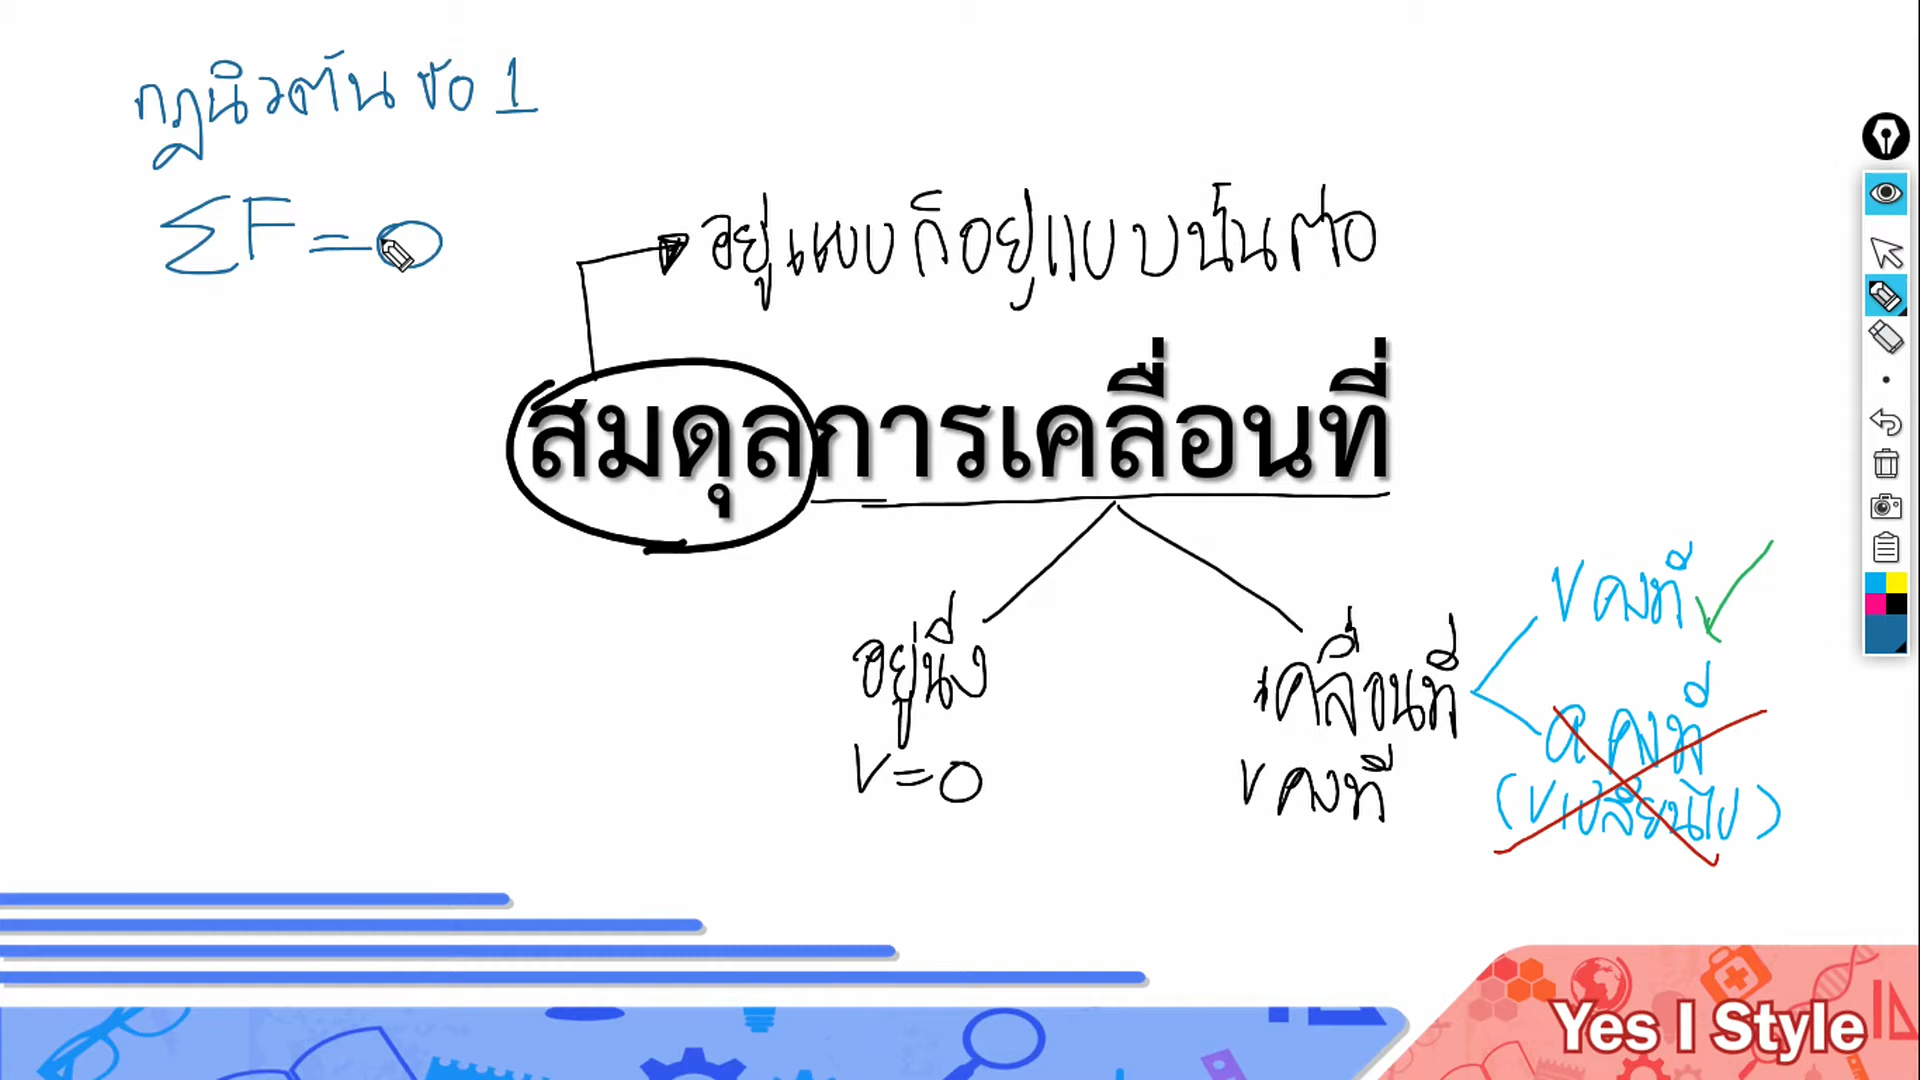 กฎนิวตัน ข้อ 1
ΣF = 0
อยู่แบบก็อยู่แบบนั้นต่อ
สมดุลการเคลื่อนที่
อยู่นิ่ง
v = 0
เคลื่อนที่
v คงที่
v คงที่ ✓
a คงที่
(v เปลี่ยนไป)
Yes I Style